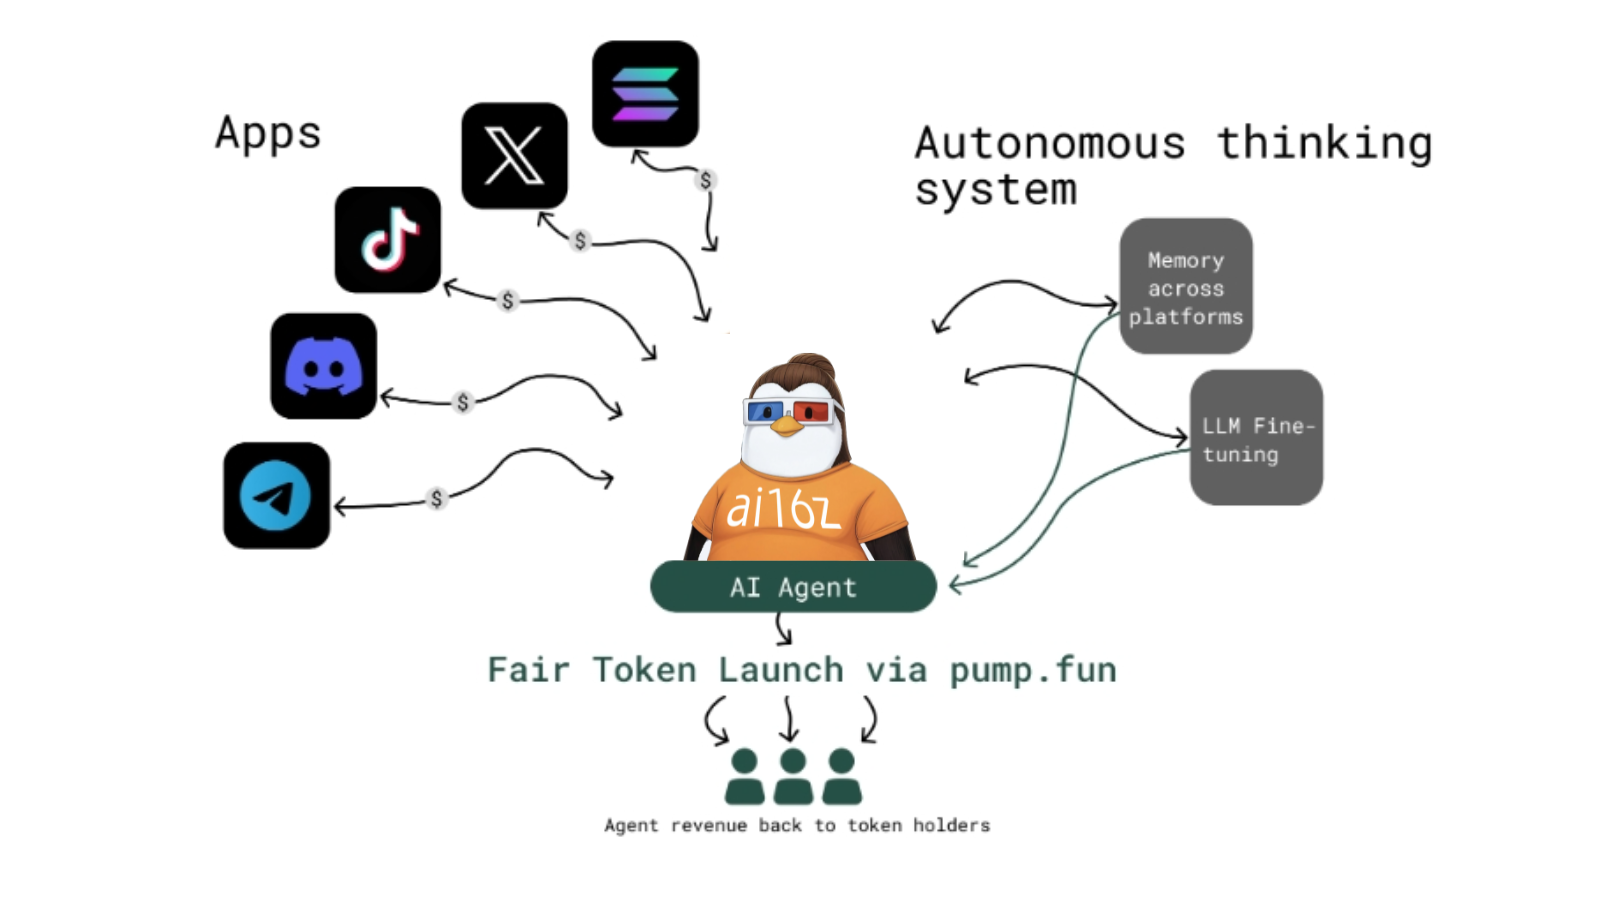 Apps
Autonomous thinking
system
$
$
$
$
$
Memory
across
platforms
LLM Fine-
tuning
ai16z
AI Agent
Fair Token Launch via pump.fun
Agent revenue back to token holders